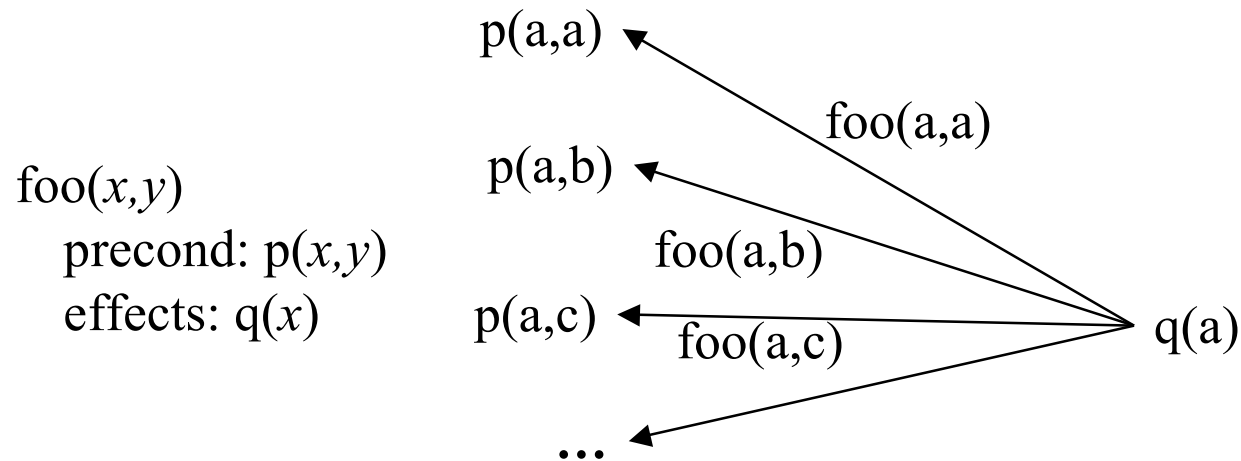 foo(x,y)
precond: p(x,y)
effects: q(x)
p(a,a)
foo(a,a)
p(a,b)
foo(a,b)
p(a,c)
foo(a,c)
q(a)
...